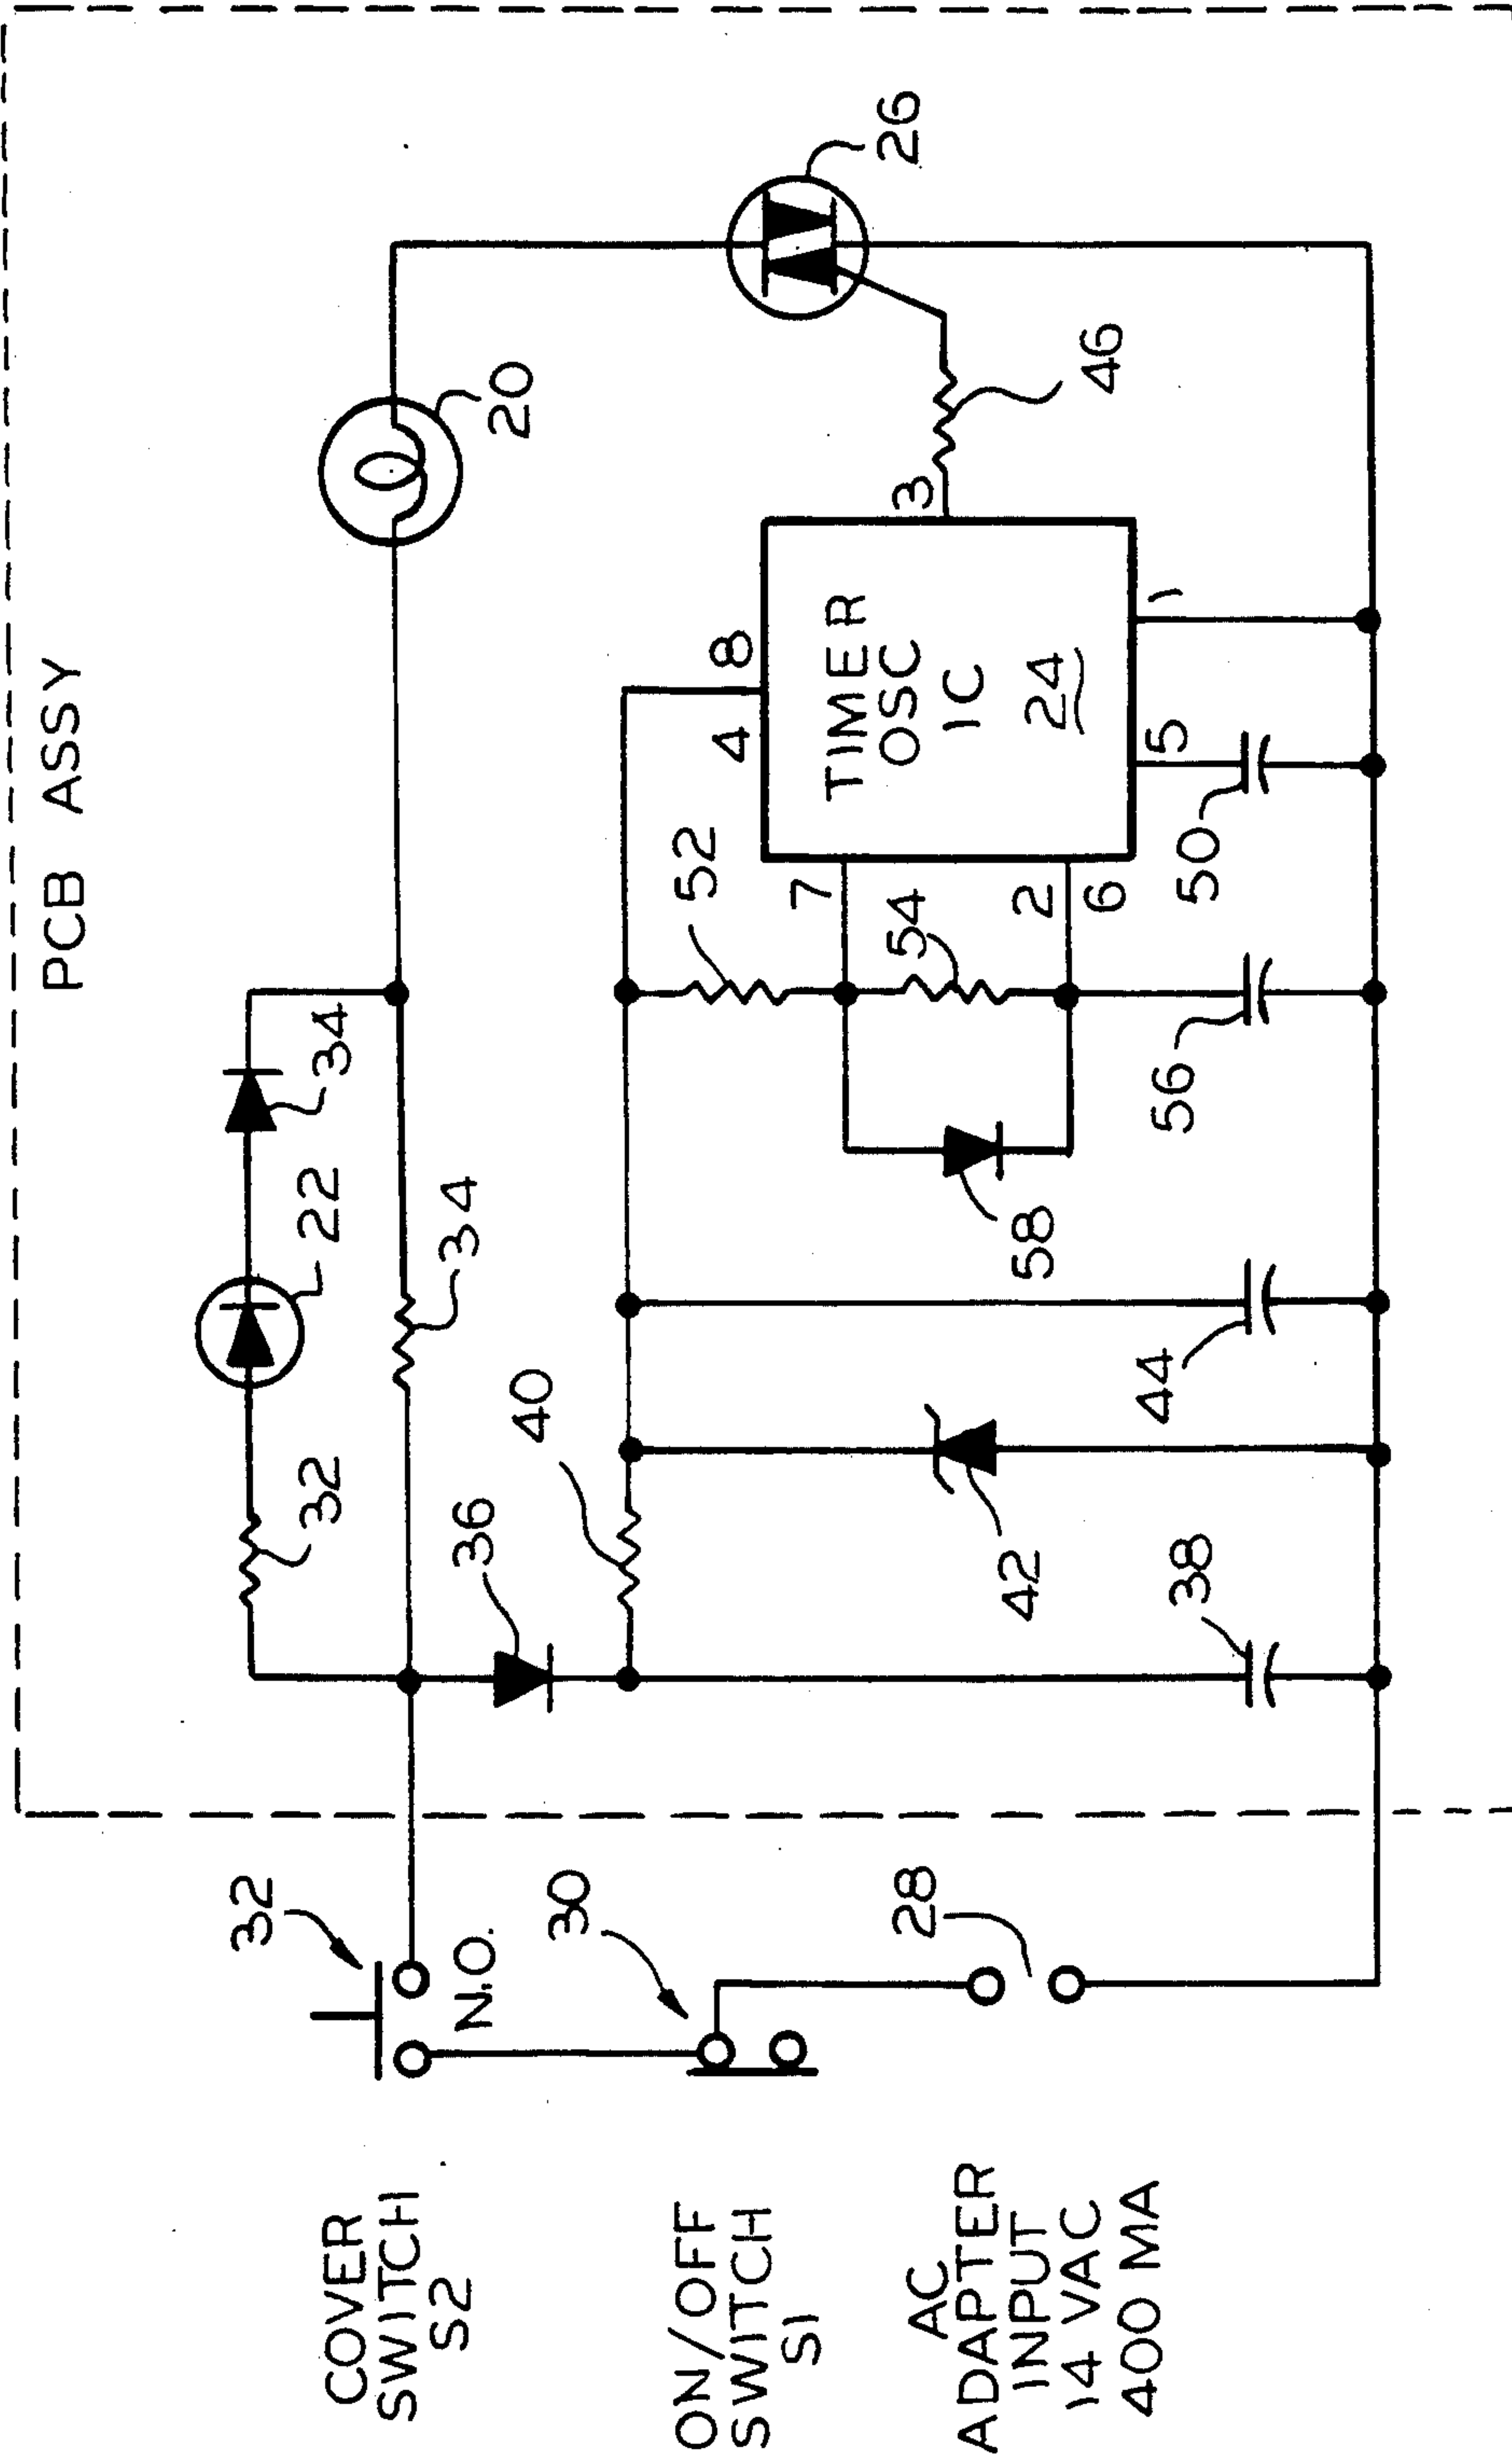 PCB ASSY
COVER
SWITCH
S2
32
N.O.
ON/OFF
SWITCH
S1
30
AC
ADAPTER
INPUT
14 VAC
400 MA
28
32
22
34
34
36
40
42
38
44
58
56
52
54
50
7
2
6
4
8
5
1
3
TIMER
OSC
IC
24
46
20
26